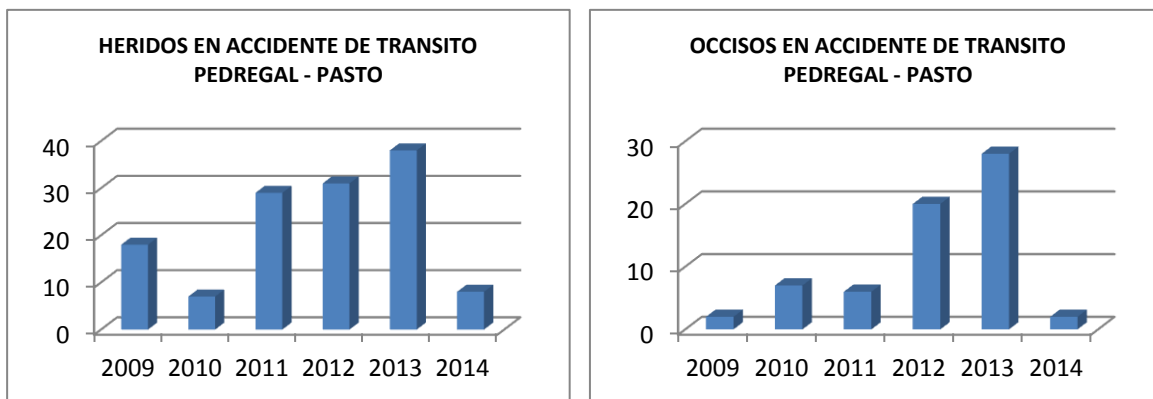 HERIDOS EN ACCIDENTE DE TRANSITO
PEDREGAL - PASTO
40
30
20
10
0
2009 2010 2011 2012 2013 2014
OCCISOS EN ACCIDENTE DE TRANSITO
PEDREGAL - PASTO
30
20
10
0
2009 2010 2011 2012 2013 2014